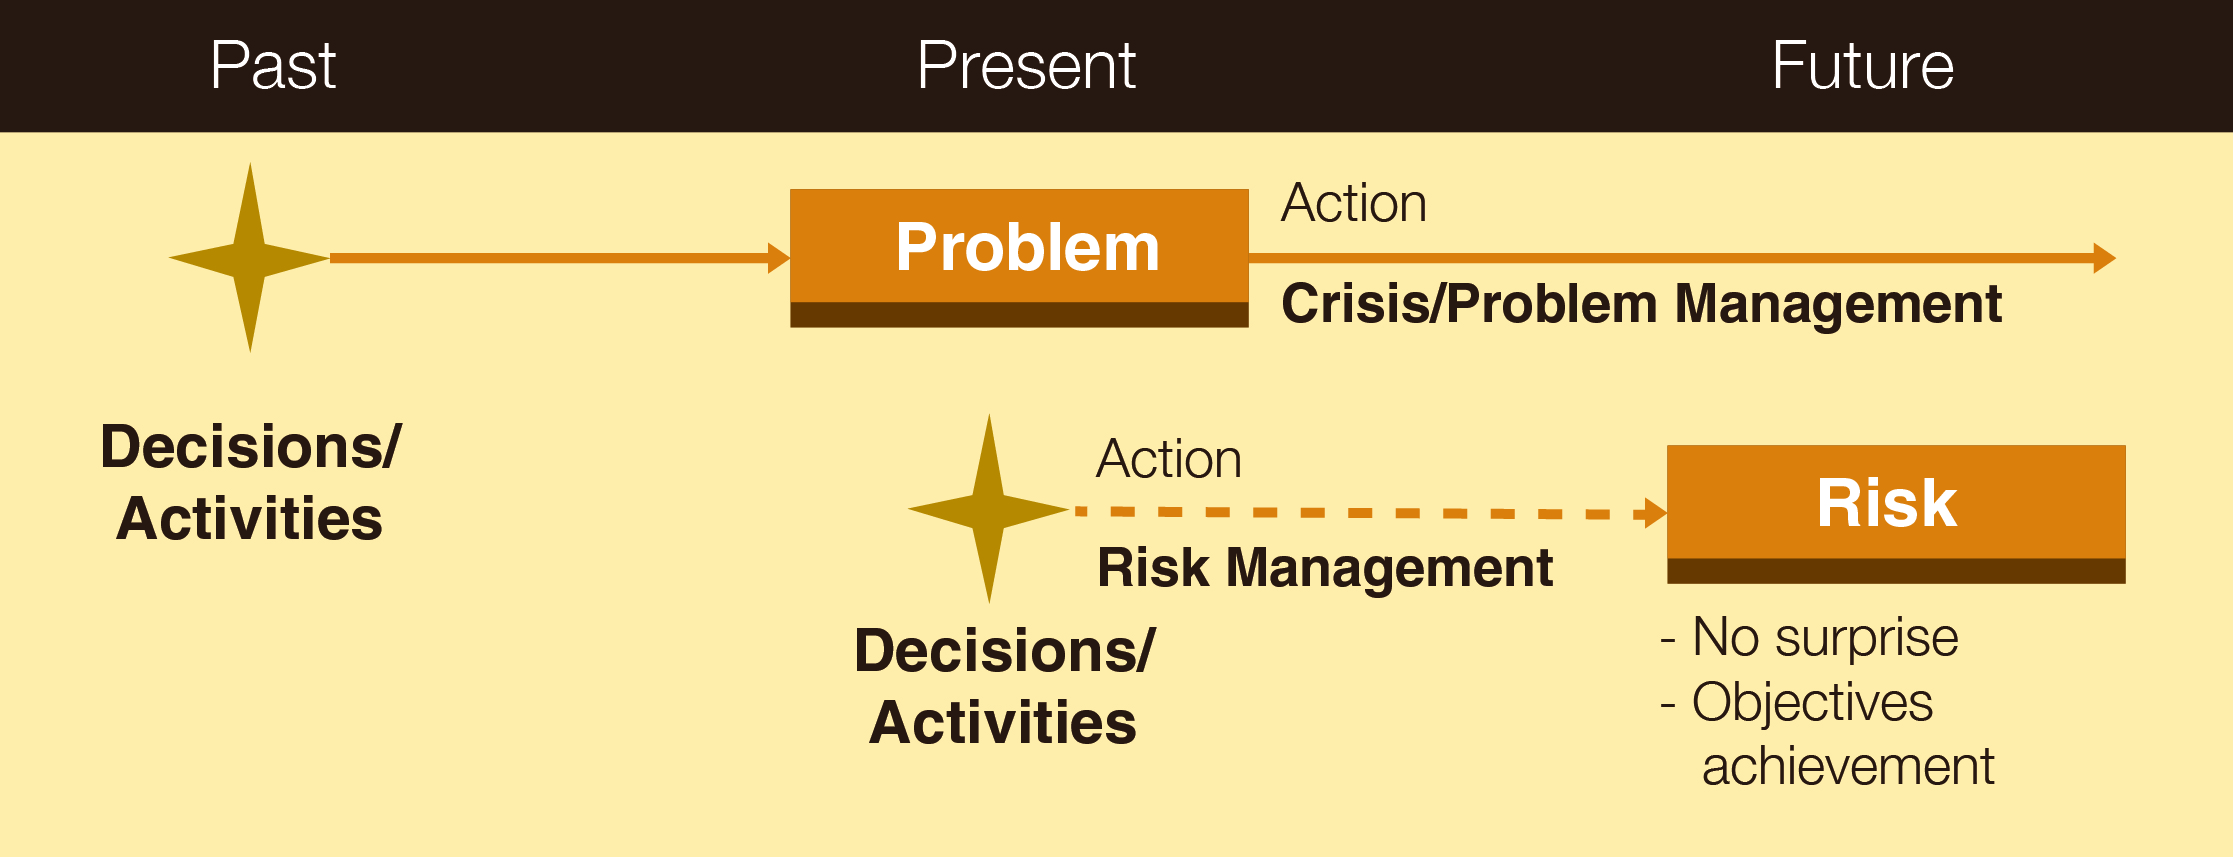 Past
Present
Future
Problem
Action
Crisis/Problem Management
Decisions/
Activities
Action
Risk Management
Decisions/
Activities
Risk
- No surprise
- Objectives
achievement